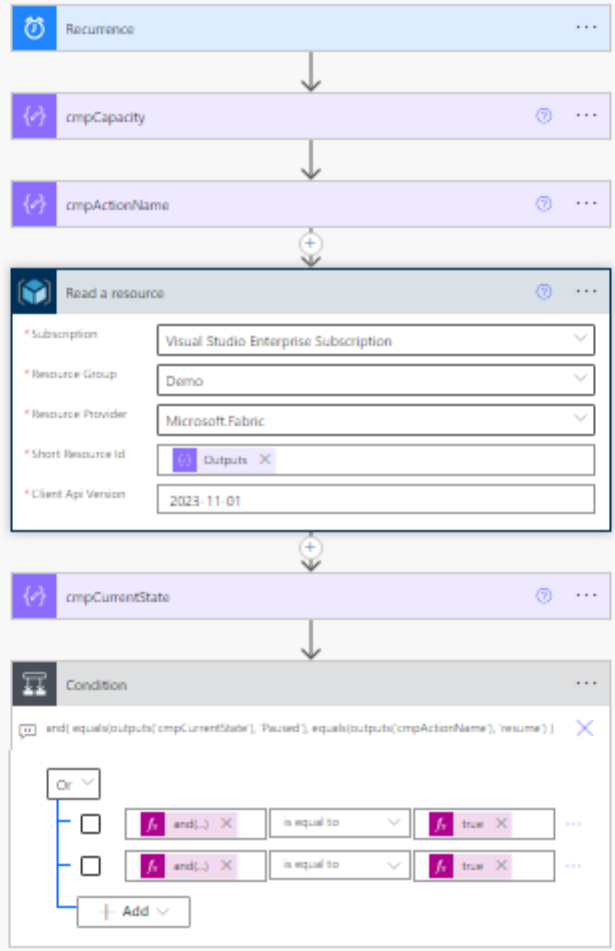 Recurrence
cmpCapacity
cmpActionName
Read a resource
* Subscription
Visual Studio Enterprise Subscription
* Resource Group
Demo
* Resource Provider
Microsoft.Fabric
* Short Resource Id
Outputs
* Client Api Version
2023-11-01
cmpCurrentState
Condition
and( equals(outputs('cmpCurrentState'), 'Paused'), equals(outputs('cmpActionName'), 'resume') )
Or
and(...) is equal to true
and(...) is equal to true
Add